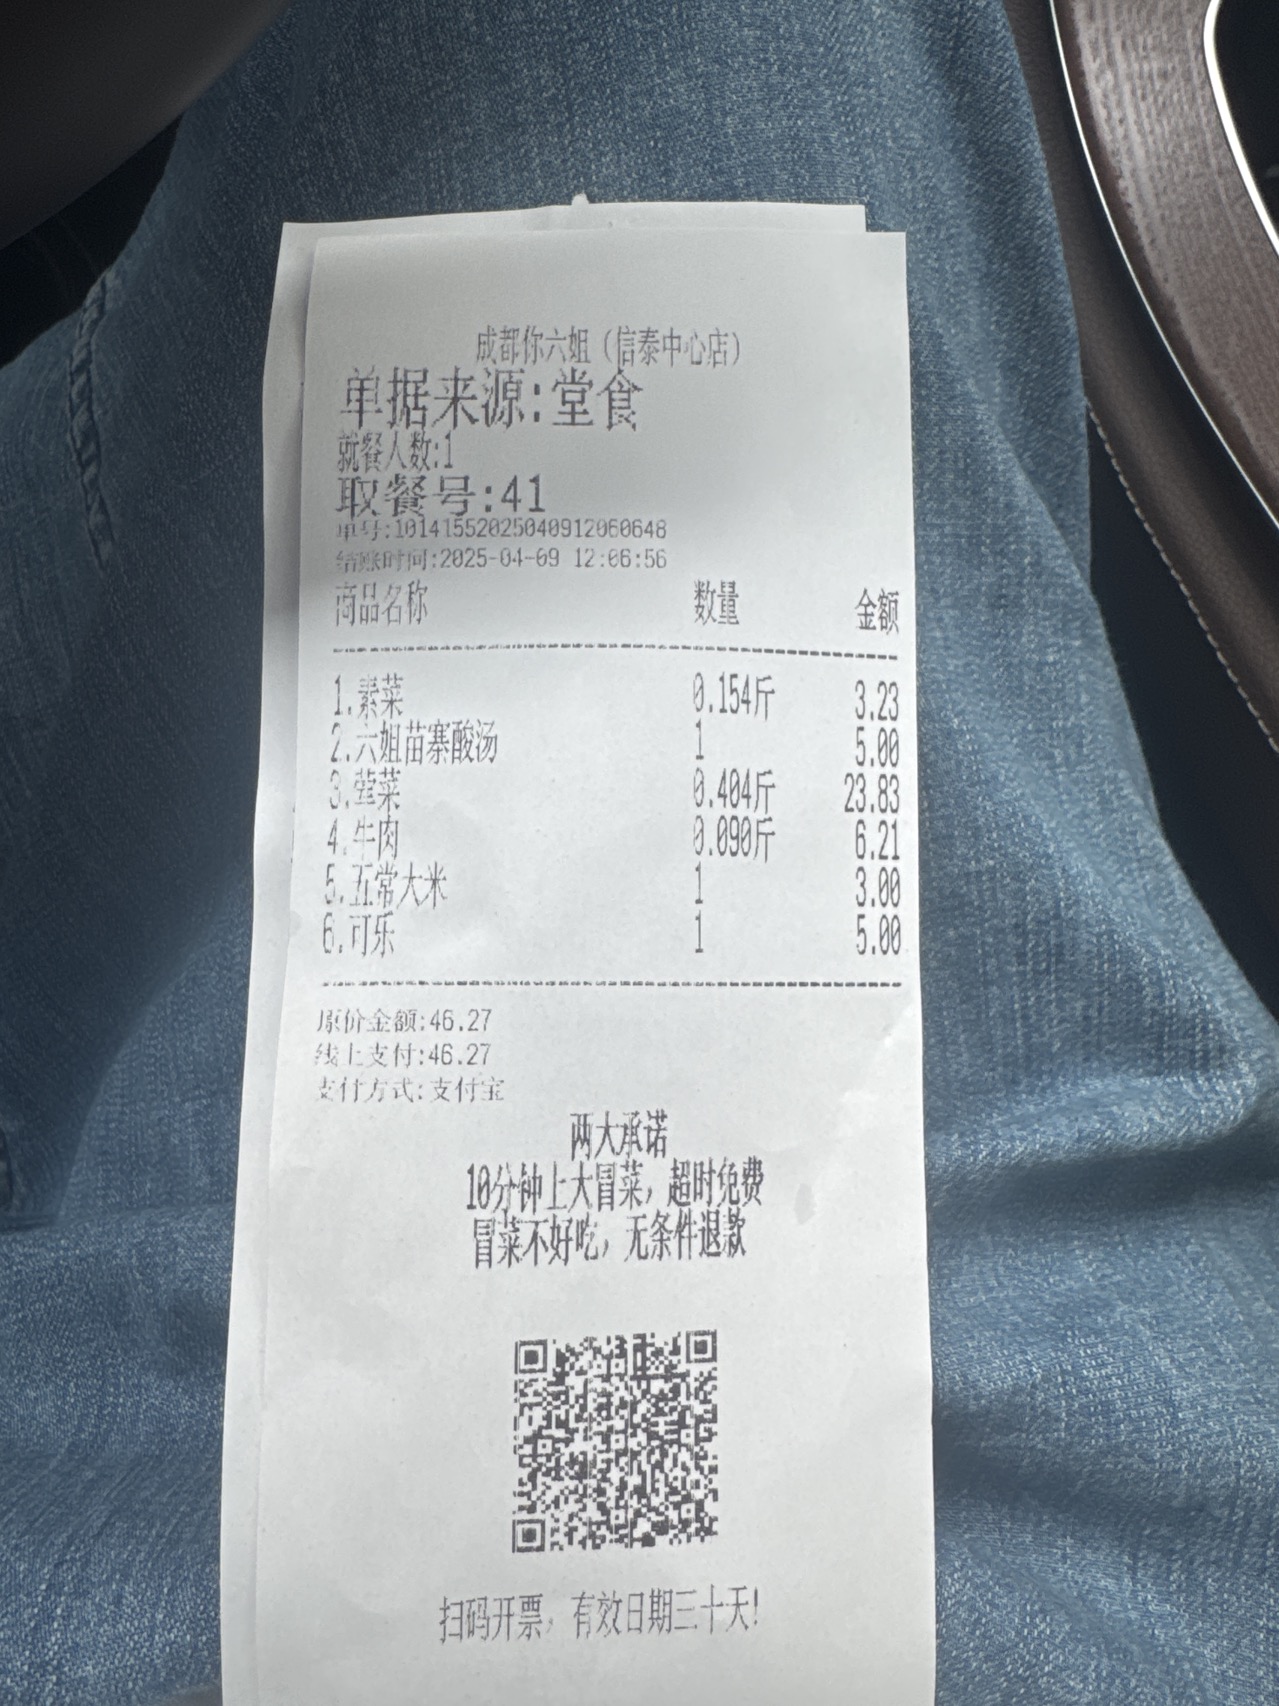 成都你六姐（信泰中心店）
单据来源:堂食
就餐人数:1
取餐号:41
单号:10141552025040912060648
结账时间:2025-04-09 12:06:56
商品名称 数量 金额
1.素菜 0.154斤 3.23
2.六姐苗寨酸汤 1 5.00
3.荤菜 0.404斤 23.83
4.牛肉 0.090斤 6.21
5.五常大米 1 3.00
6.可乐 1 5.00
原价金额:46.27
线上支付:46.27
支付方式:支付宝
两大承诺
10分钟上大冒菜，超时免费
冒菜不好吃，无条件退款
扫码开票，有效日期三十天!